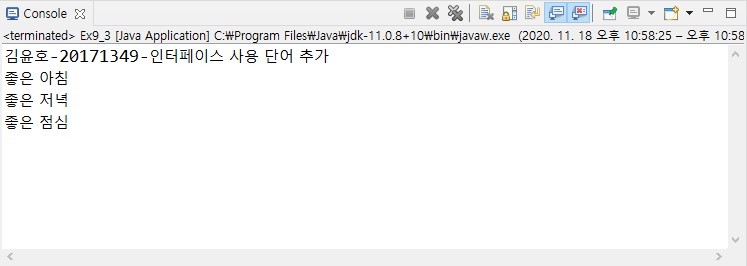 Console
<terminated> Ex9_3 [Java Application] C:₩Program Files₩Java₩jdk-11.0.8+10₩bin₩javaw.exe (2020. 11. 18 오후 10:58:25 – 오후 10:58
김윤호-20171349-인터페이스 사용 단어 추가
좋은 아침
좋은 저녁
좋은 점심